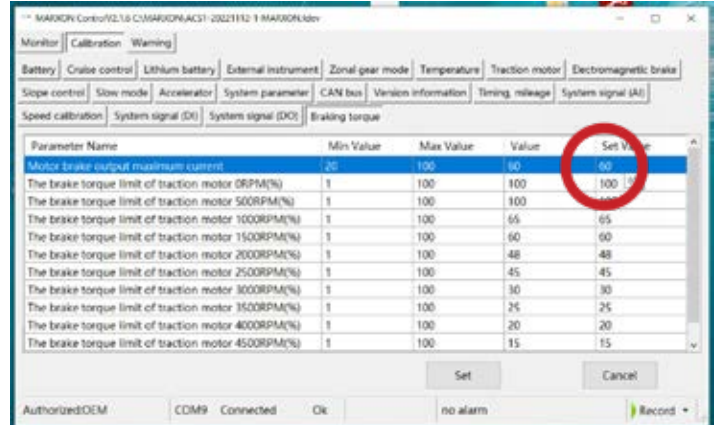 MARXON ControlV2.1.6 C:\MARXON\ACS1-20221112-1-MARXON.ldev
Monitor Calibration Warning
Battery Cruise control Lithium battery External instrument Zonal gear mode Temperature Traction motor Electromagnetic brake
Slope control Slow mode Accelerator System parameter CAN bus Version information Timing, mileage System signal (AI)
Speed calibration System signal (DI) System signal (DO) Braking torque
Parameter Name Min Value Max Value Value Set Value
Motor brake output maximum current 20 100 60 60
The brake torque limit of traction motor 0RPM(%) 1 100 100 100
The brake torque limit of traction motor 500RPM(%) 1 100 100 100
The brake torque limit of traction motor 1000RPM(%) 1 100 65 65
The brake torque limit of traction motor 1500RPM(%) 1 100 60 60
The brake torque limit of traction motor 2000RPM(%) 1 100 48 48
The brake torque limit of traction motor 2500RPM(%) 1 100 45 45
The brake torque limit of traction motor 3000RPM(%) 1 100 30 30
The brake torque limit of traction motor 3500RPM(%) 1 100 25 25
The brake torque limit of traction motor 4000RPM(%) 1 100 20 20
The brake torque limit of traction motor 4500RPM(%) 1 100 15 15
Set Cancel
Authorized:OEM COM9 Connected Ok no alarm Record